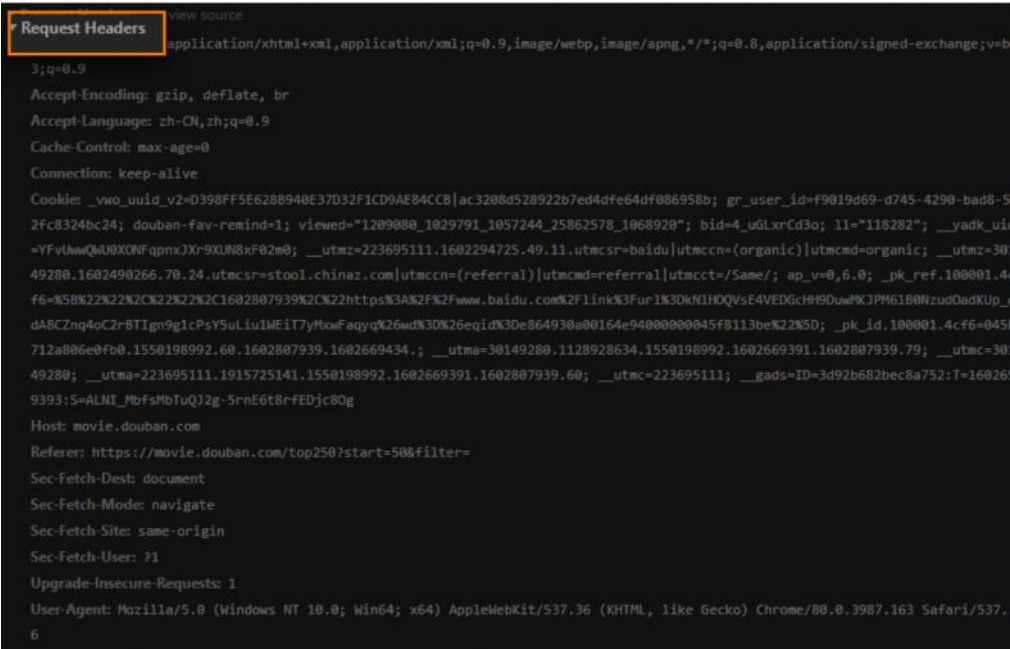 view source
Request Headers
application/xhtml+xml,application/xml;q=0.9,image/webp,image/apng,*/*;q=0.8,application/signed-exchange;v=b
3;q=0.9
Accept-Encoding: gzip, deflate, br
Accept-Language: zh-CN,zh;q=0.9
Cache-Control: max-age=0
Connection: keep-alive
Cookie: _vwo_uuid_v2=D398FF5E628B940E37D32F1CD9AE84CCB|ac3208d528922b7ed4dfe64df086958b; gr_user_id=f9019d69-d745-4290-bad8-5
2fc8324bc24; douban-fav-remind=1; viewed="1209080_1029791_1057244_25862578_1068920"; bid=4_uGLxrCd3o; ll="118282"; __yadk_ui
=YFvUwwQWU0XONFqpnxJXr9XUN8xF02m0; __utmz=223695111.1602294725.49.11.utmcsr=baidu|utmccn=(organic)|utmcmd=organic; __utmz=30
49280.1602490266.70.24.utmcsr=stool.chinaz.com|utmccn=(referral)|utmcmd=referral|utmcct=/Same/; ap_v=0,6.0; _pk_ref.100001.4
f6=%5B%22%22%2C%22%22%2C1602807939%2C%22https%3A%2F%2Fwww.baidu.com%2Flink%3Furl%3DkNlHOQVsE4VEDGcHH9DuwMKJPM61B0NzudOadKUp_
dA8CZnq4oC2rBTIgn9g1cPsY5uLiu1WEiT7yMxwFaqyq%26wd%3D%26eqid%3De864930a00164e94000000045f8113be%22%5D; _pk_id.100001.4cf6=045
712a806e0fb0.1550198992.60.1602807939.1602669434.; __utma=30149280.1128928634.1550198992.1602669391.1602807939.79; __utmc=30
49280; __utma=223695111.1915725141.1550198992.1602669391.1602807939.60; __utmc=223695111; __gads=ID=3d92b682bec8a752:T=16026
9393:S=ALNI_MbfsMbTuQJ2g-5rnE6t8rfEDjc8Og
Host: movie.douban.com
Referer: https://movie.douban.com/top250?start=50&filter=
Sec-Fetch-Dest: document
Sec-Fetch-Mode: navigate
Sec-Fetch-Site: same-origin
Sec-Fetch-User: ?1
Upgrade-Insecure-Requests: 1
User-Agent: Mozilla/5.0 (Windows NT 10.0; Win64; x64) AppleWebKit/537.36 (KHTML, like Gecko) Chrome/80.0.3987.163 Safari/537.
6